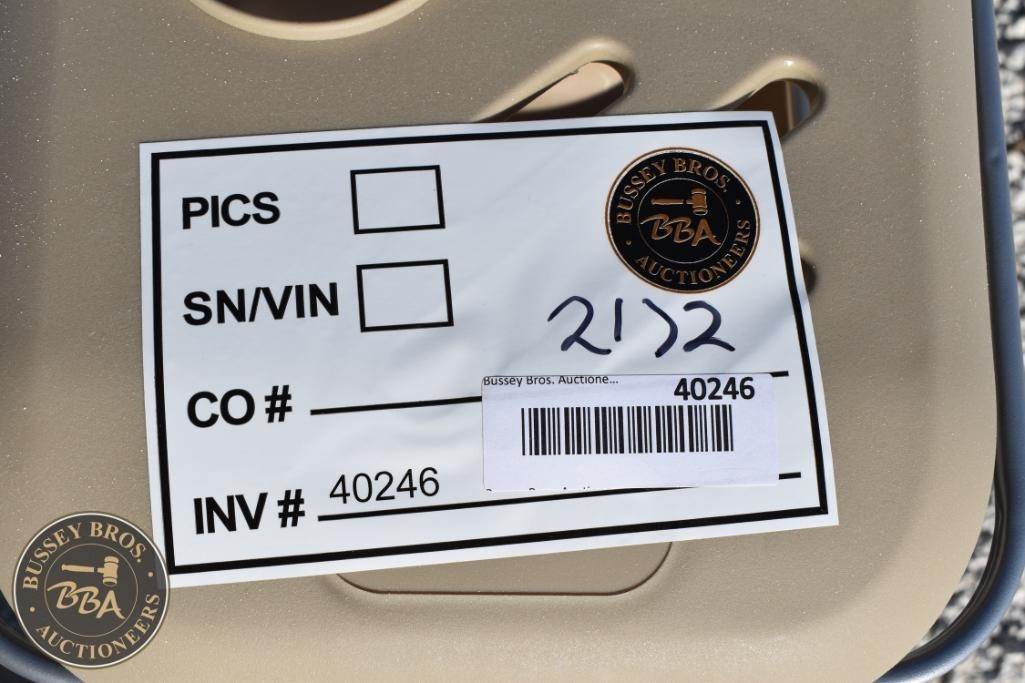 PICS
BUSSEY BROS.
BBA
AUCTIONEERS
SN/VIN
2172
CO #
Bussey Bros. Auctione...
40246
INV # 40246
BUSSEY BROS.
BBA
AUCTIONEERS